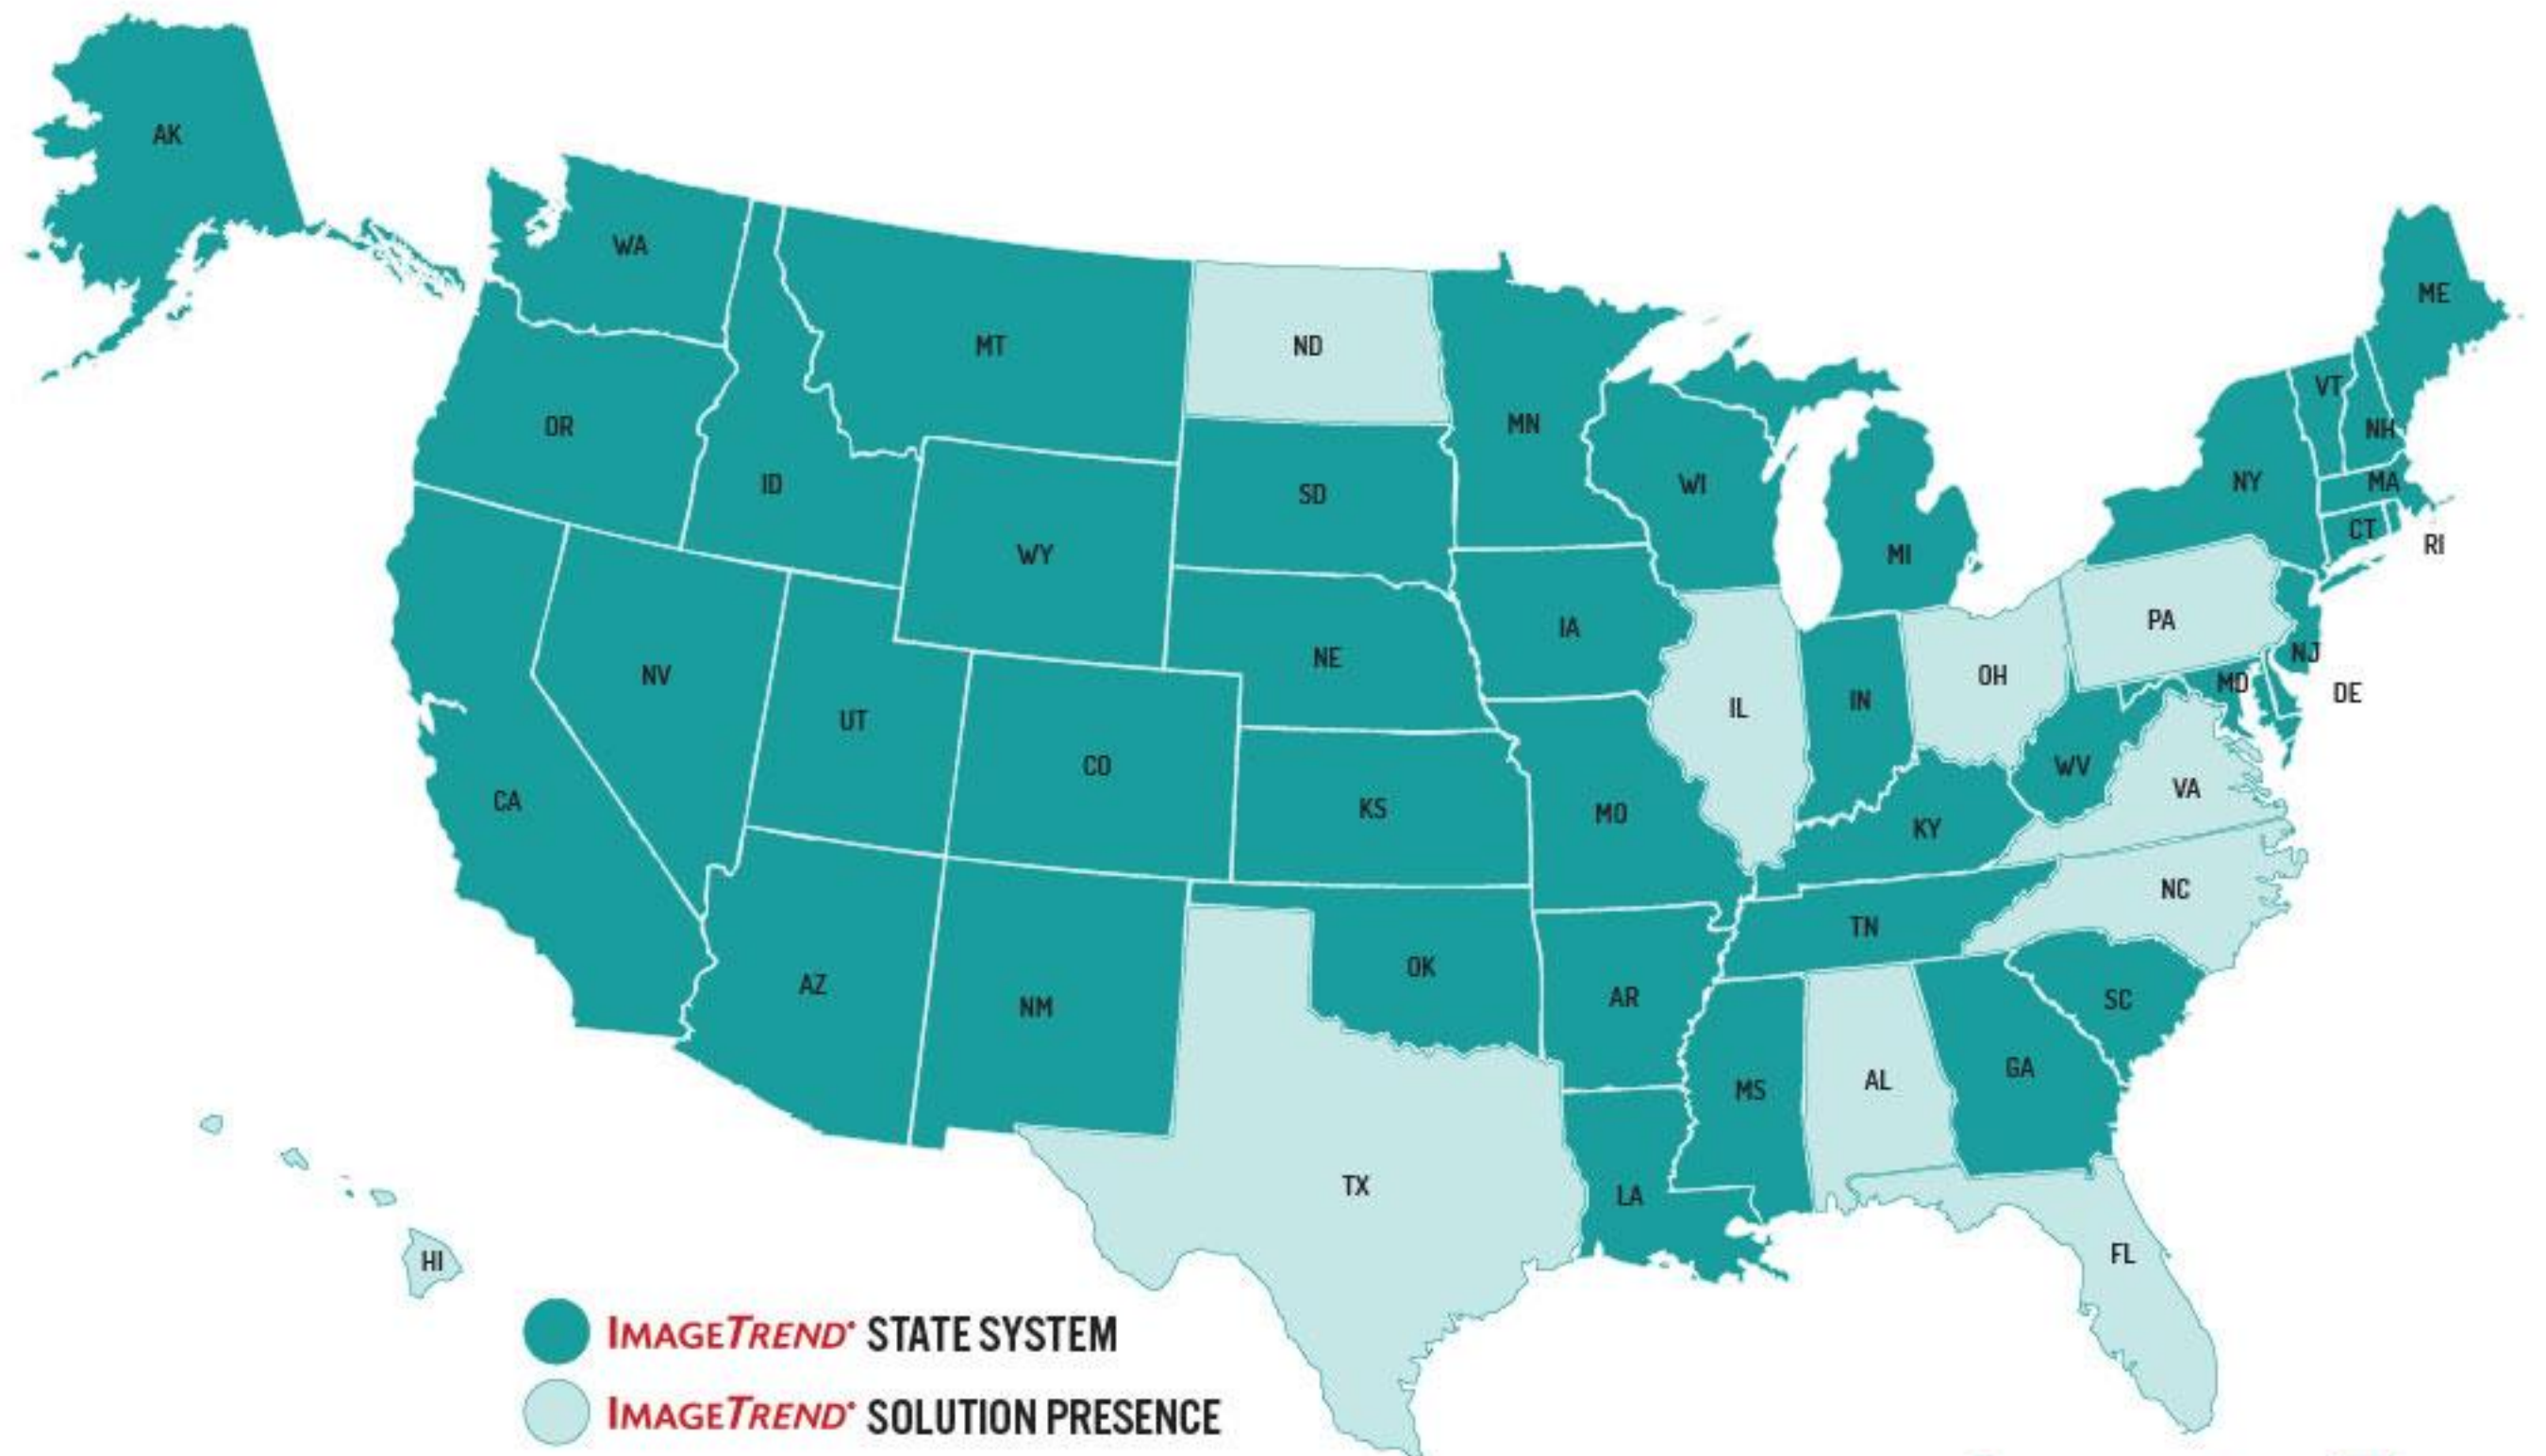 AK
WA
ME
MT
ND
VT
OR
MN
NH
ID
SD
WI
NY
MA
CT
RI
WY
MI
IA
PA
NE
NJ
NV
OH
MD
DE
UT
IL
IN
CO
WV
VA
CA
KS
MO
KY
NC
TN
OK
AZ
NM
AR
SC
GA
MS
AL
TX
LA
FL
HI
IMAGETREND® STATE SYSTEM
IMAGETREND® SOLUTION PRESENCE